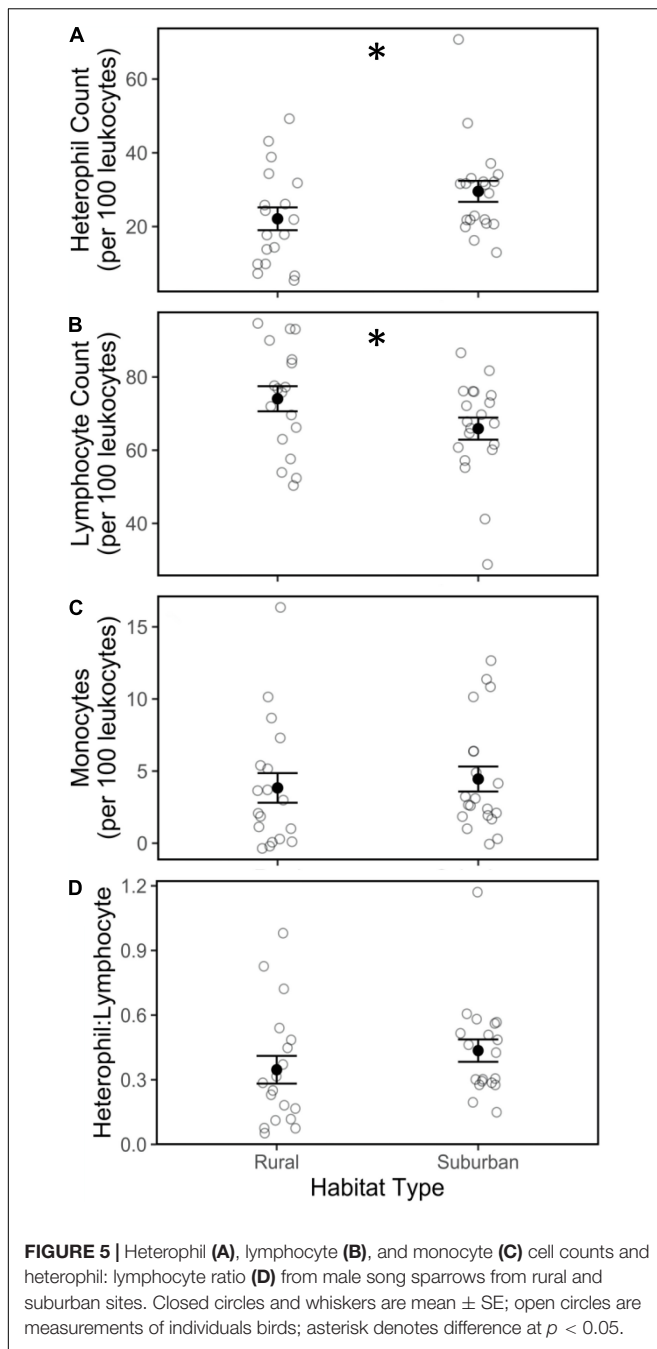 A
*
Heterophil Count
(per 100 leukocytes)
60
40
20
B
*
Lymphocyte Count
(per 100 leukocytes)
80
60
40
C
Monocytes
(per 100 leukocytes)
15
10
5
0
D
Heterophil:Lymphocyte
1.2
0.9
0.6
0.3
0.0
Rural
Suburban
Habitat Type
FIGURE 5 | Heterophil (A), lymphocyte (B), and monocyte (C) cell counts and
heterophil: lymphocyte ratio (D) from male song sparrows from rural and
suburban sites. Closed circles and whiskers are mean ± SE; open circles are
measurements of individuals birds; asterisk denotes difference at p < 0.05.